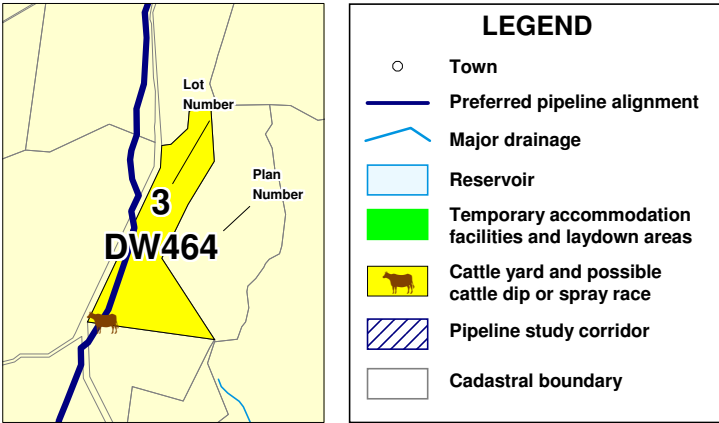 Lot
Number
Plan
Number
3
DW464
LEGEND
Town
Preferred pipeline alignment
Major drainage
Reservoir
Temporary accommodation
facilities and laydown areas
Cattle yard and possible
cattle dip or spray race
Pipeline study corridor
Cadastral boundary